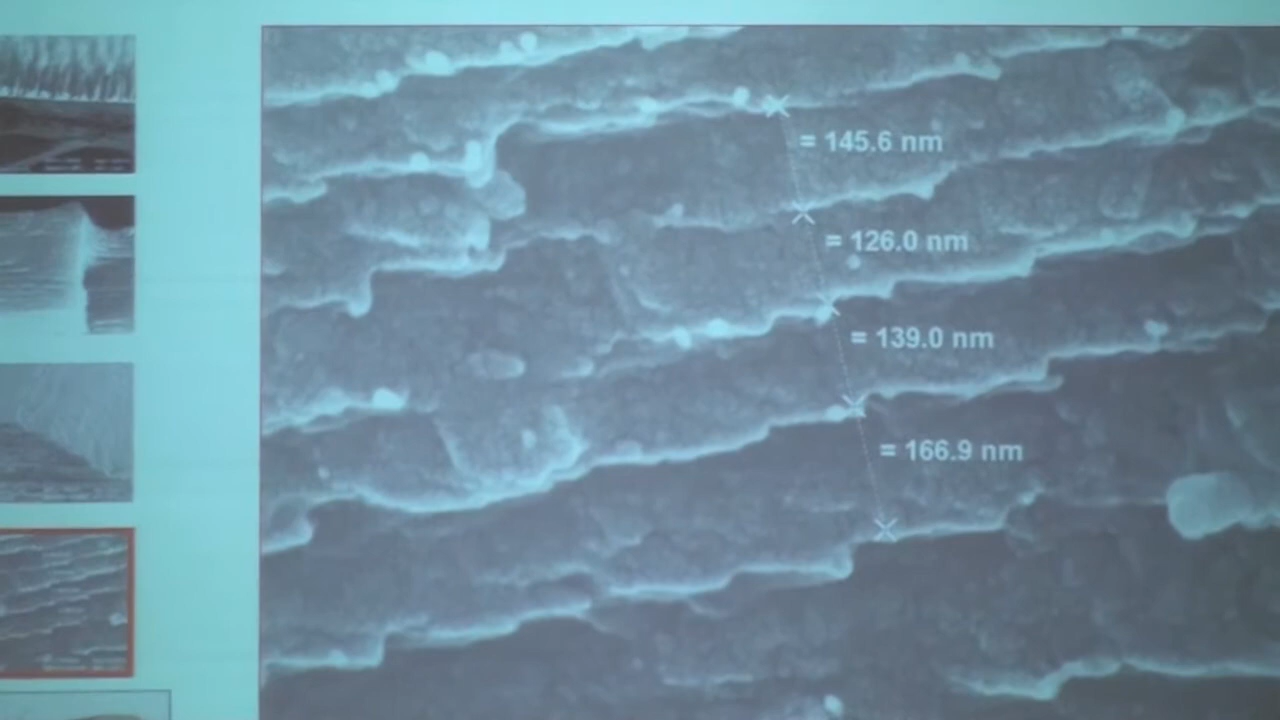 = 145.6 nm
= 126.0 nm
= 139.0 nm
= 166.9 nm